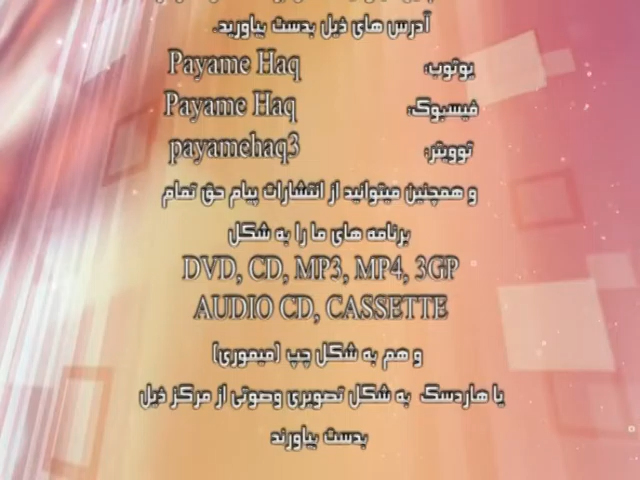 آدرس های ذیل بدست بیاورید.
یوتوب: Payame Haq
فیسبوک: Payame Haq
توویتر: payamehaq3
و همچنین میتوانید از انتشارات پیام حق تمام
برنامه های ما را به شکل
DVD, CD, MP3, MP4, 3GP
AUDIO CD, CASSETTE
و هم به شکل چپ (میموری)
یا هاردسک به شکل تصویری وصوتی از مرکز ذیل
بدست بیاورند